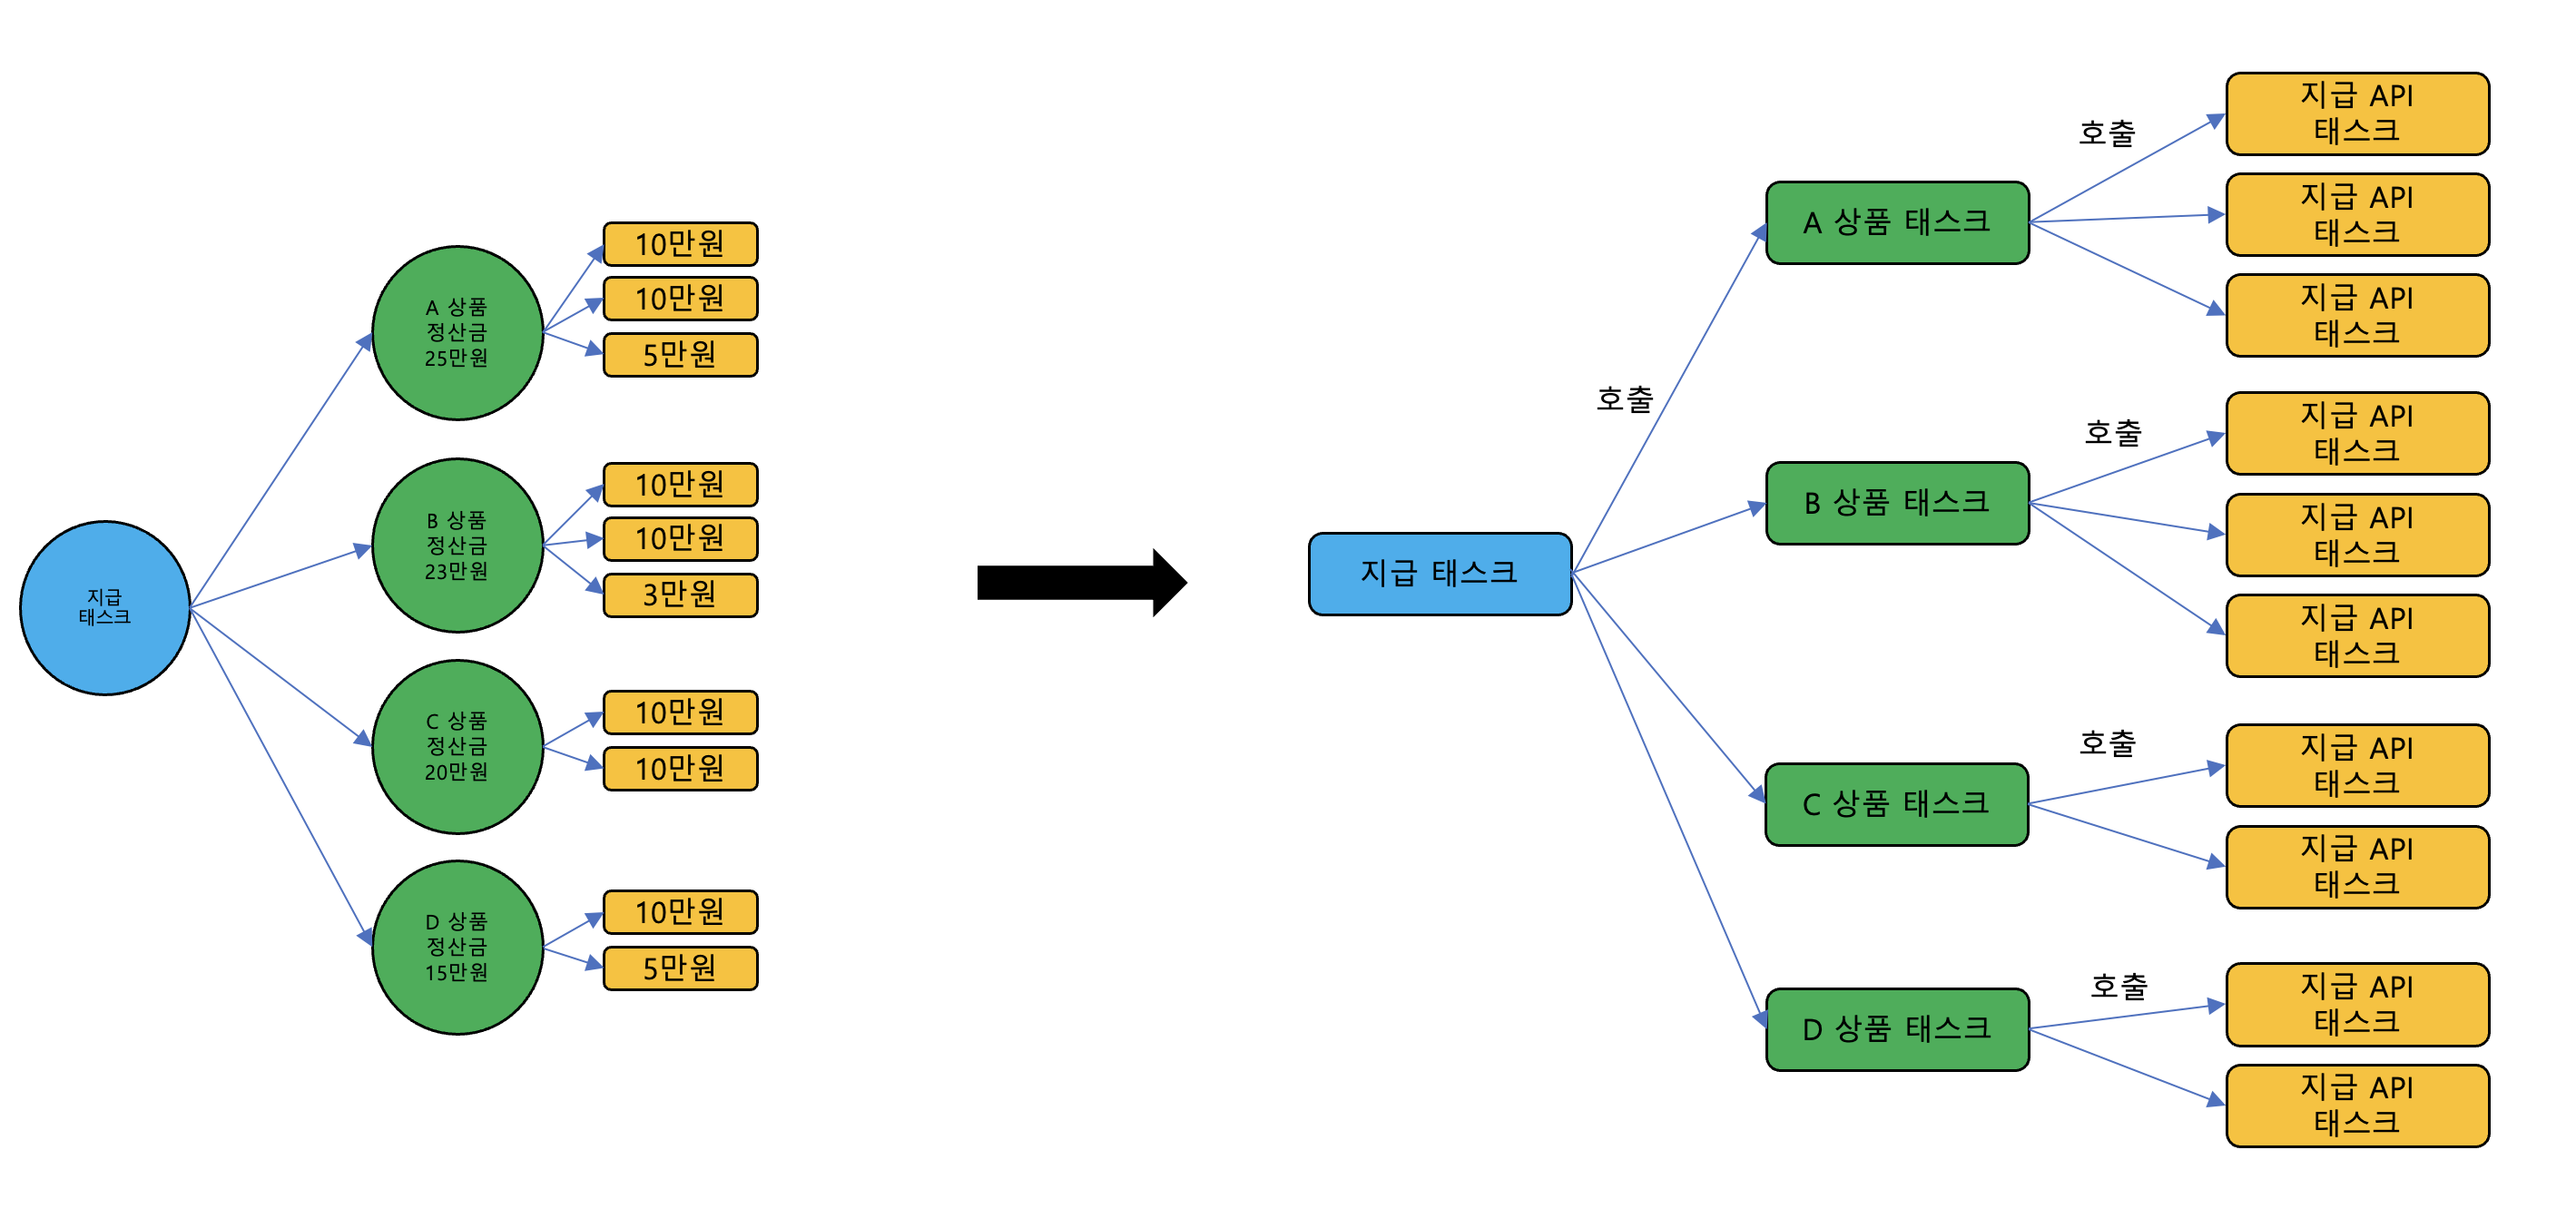 지급
태스크
A 상품
정산금
25만원
10만원
10만원
5만원
B 상품
정산금
23만원
10만원
10만원
3만원
C 상품
정산금
20만원
10만원
10만원
D 상품
정산금
15만원
10만원
5만원
지급 태스크
호출
A 상품 태스크
호출
지급 API
태스크
지급 API
태스크
지급 API
태스크
B 상품 태스크
호출
지급 API
태스크
지급 API
태스크
지급 API
태스크
C 상품 태스크
호출
지급 API
태스크
지급 API
태스크
D 상품 태스크
호출
지급 API
태스크
지급 API
태스크